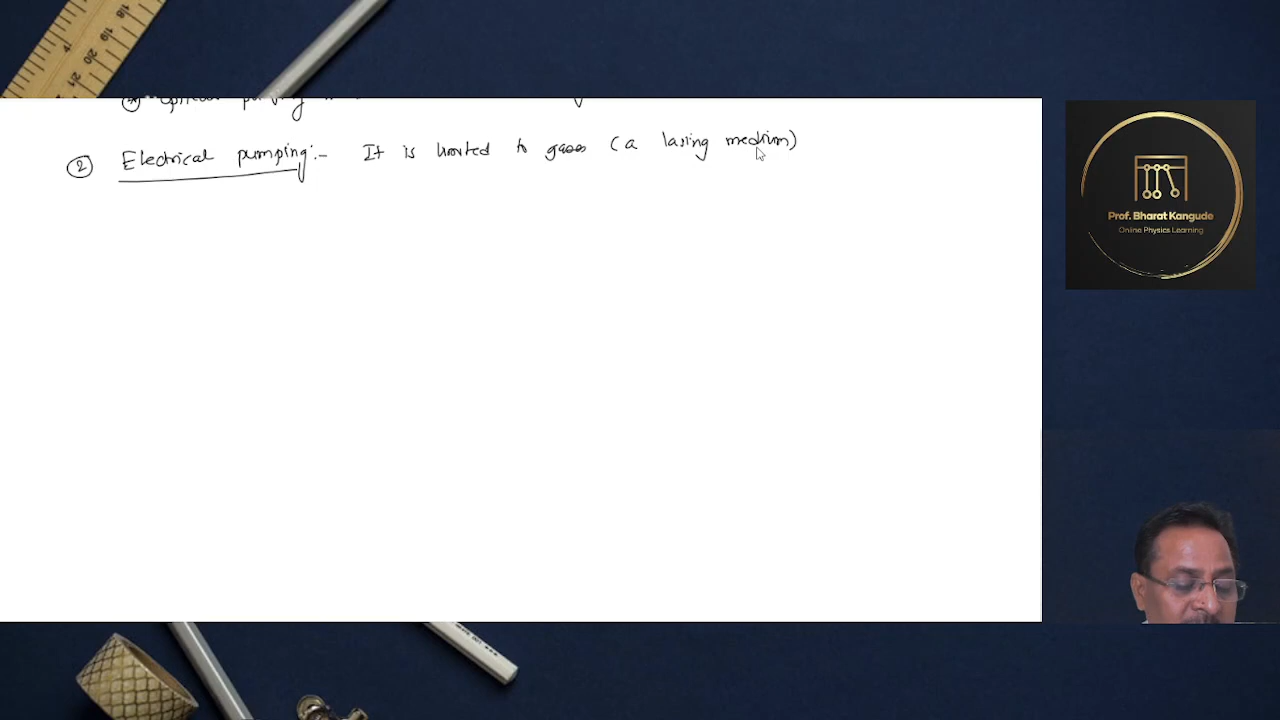 ② Electrical pumping:- It is limited to gases (a lasing medium)
Prof. Bharat Kangude
Online Physics Learning